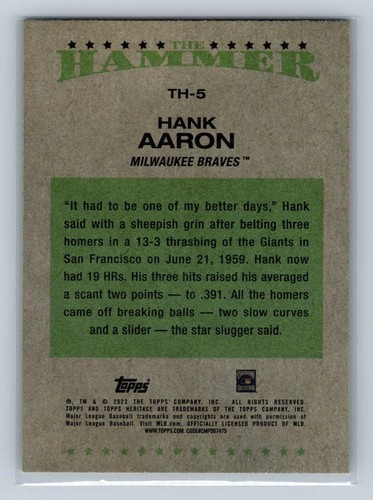 THE
HAMMER
TH-5
HANK
AARON
MILWAUKEE BRAVES™
"It had to be one of my better days," Hank
said with a sheepish grin after belting three
homers in a 13-3 thrashing of the Giants in
San Francisco on June 21, 1959. Hank now
had 19 HRs. His three hits raised his averaged
a scant two points — to .391. All the homers
came off breaking balls — two slow curves
and a slider — the star slugger said.
Topps
®, TM & © 2023 THE TOPPS COMPANY, INC. ALL RIGHTS RESERVED.
TOPPS AND TOPPS HERITAGE ARE TRADEMARKS OF THE TOPPS COMPANY, INC.
Major League Baseball trademarks and copyrights are used with permission of
Major League Baseball. Visit MLB.com. OFFICIALLY LICENSED PRODUCT OF MLB.
WWW.TOPPS.COM CODE#CMP061475